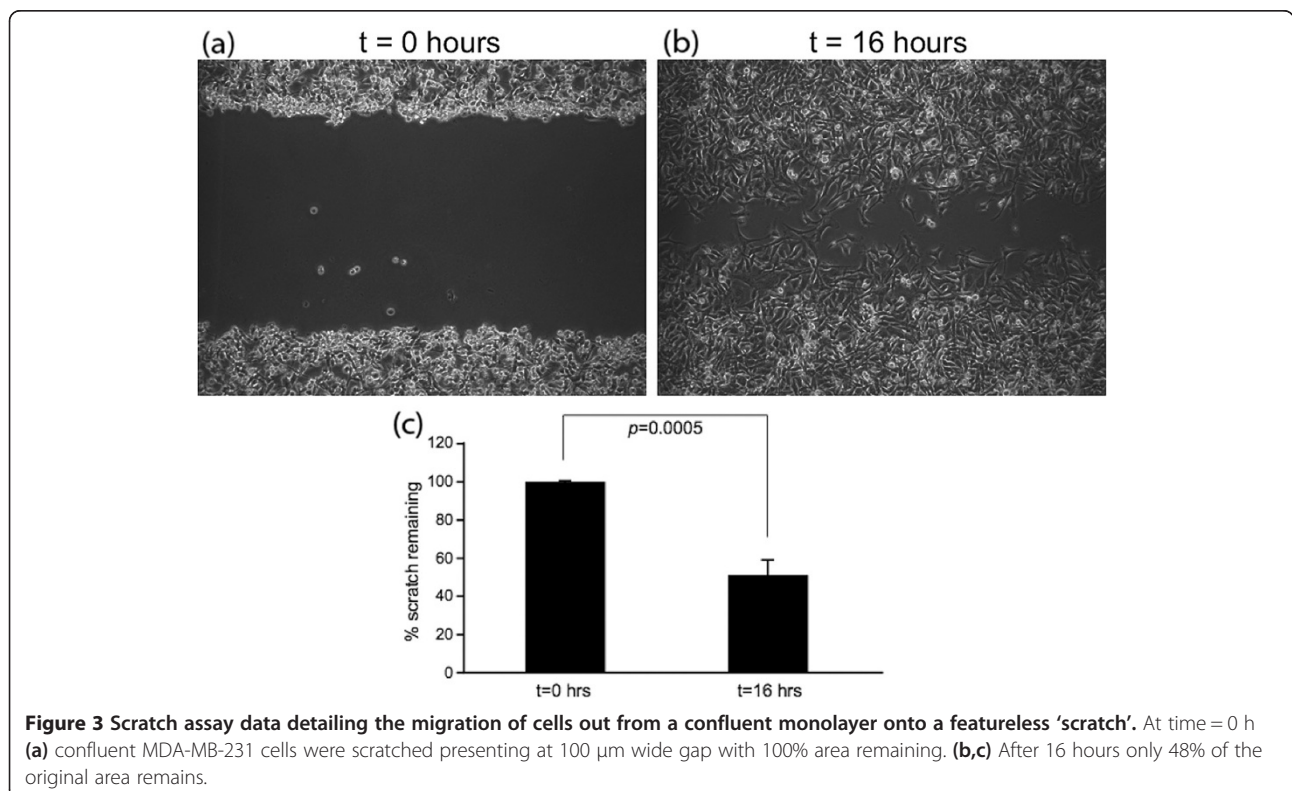 (a) t = 0 hours
(b) t = 16 hours
(c)
p=0.0005
120
100
80
60
40
20
0
% scratch remaining
t=0 hrs
t=16 hrs
Figure 3 Scratch assay data detailing the migration of cells out from a confluent monolayer onto a featureless ‘scratch’. At time = 0 h
(a) confluent MDA-MB-231 cells were scratched presenting at 100 μm wide gap with 100% area remaining. (b,c) After 16 hours only 48% of the
original area remains.